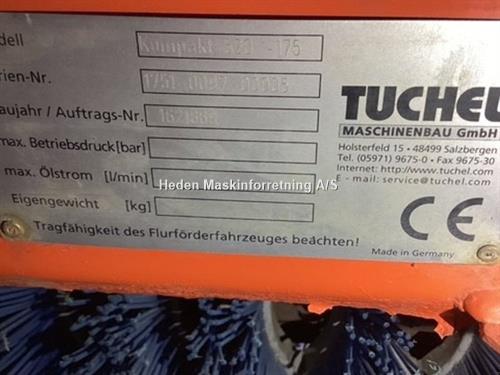 dell Kompakt 520 -175
rien-Nr.
aujahr / Auftrags-Nr.
max. Betriebsdruck[bar]
max. Ölstrom [l/min]
Eigengewicht [kg]
Tragfähigkeit des Flurförderfahrzeuges beachten!
TUCHEL
MASCHINENBAU GmbH
Holsterfeld 15 • 48499 Salzbergen
Tel. (05971) 9675-0 • Fax 9675-30
Internet: http://www.tuchel.com
E - mail: service@tuchel.com
CE
Made in Germany
Heden Maskinforretning A/S